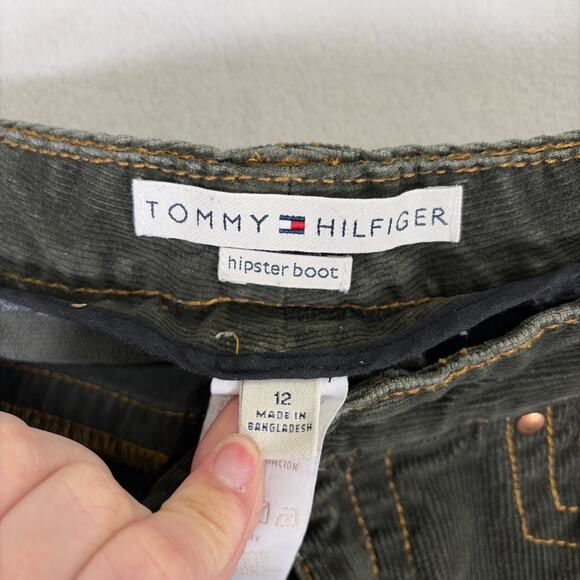 TOMMY HILFIGER
hipster boot
12
MADE IN
BANGLADESH